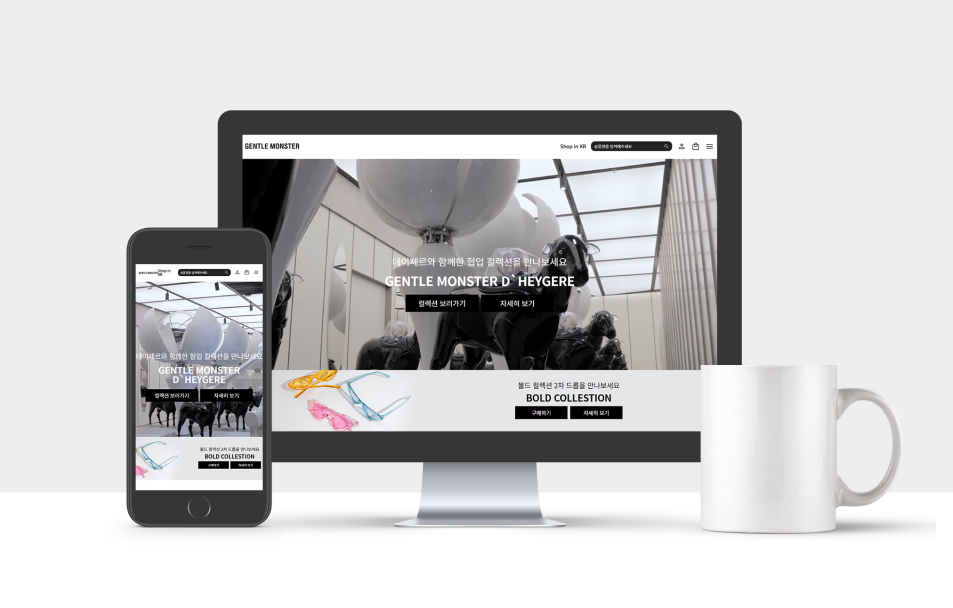 GENTLE MONSTER
Shop in KR
상품명을 입력해주세요
데이제르와 함께한 협업 컬렉션을 만나보세요
GENTLE MONSTER D` HEYGERE
컬렉션 보러가기
자세히 보기
볼드 컬렉션 2차 드롭을 만나보세요
BOLD COLLESTION
구매하기
자세히 보기
GENTLE MONSTER
Shop in
KR
상품명을 입력해주세요
데이제르와 함께한 협업 컬렉션을 만나보세요
GENTLE MONSTER
D` HEYGERE
컬렉션 보러가기
자세히 보기
볼드 컬렉션 2차 드롭을 만나보세요
BOLD COLLESTION
구매하기
자세히 보기